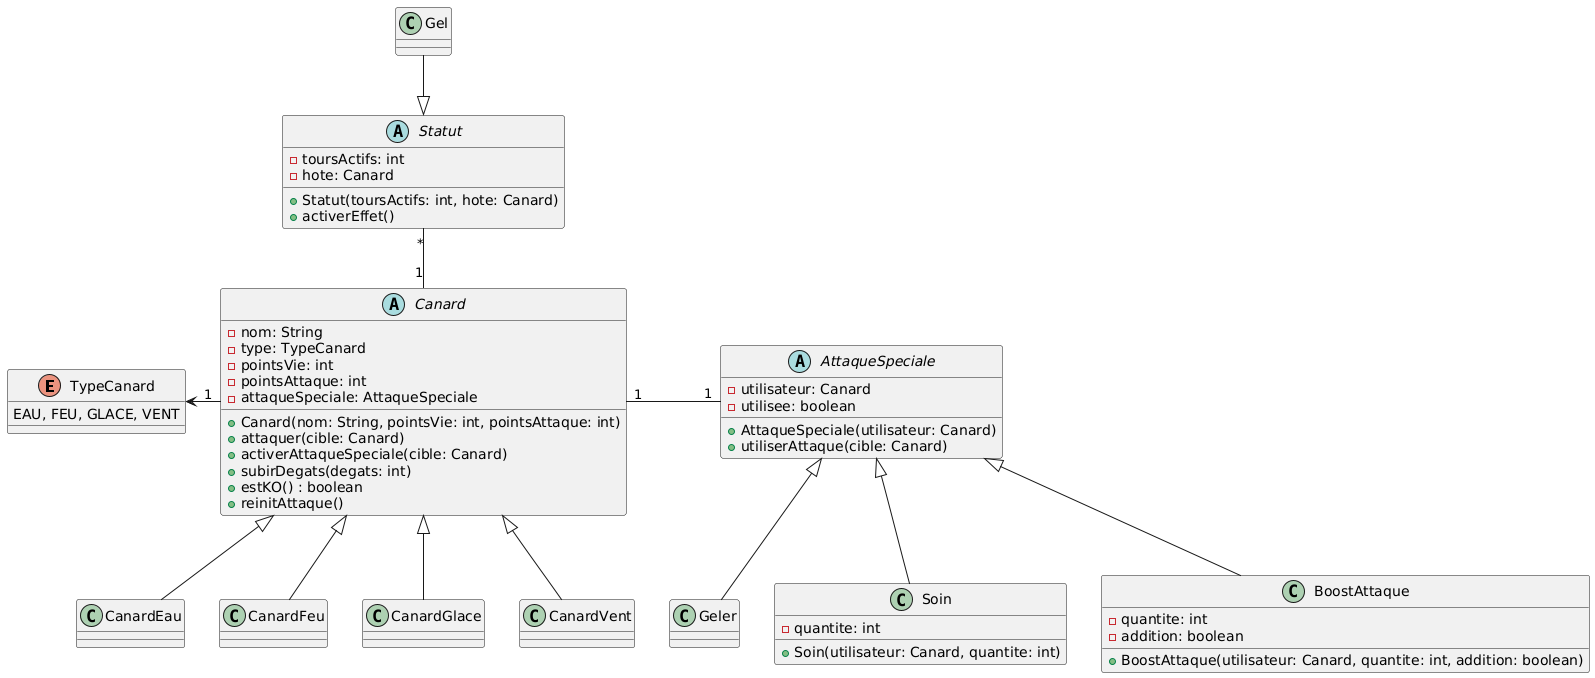 C Gel
A Statut
toursActifs: int
hote: Canard
Statut(toursActifs: int, hote: Canard)
activerEffet()
*
1
A Canard
nom: String
type: TypeCanard
pointsVie: int
pointsAttaque: int
attaqueSpeciale: AttaqueSpeciale
Canard(nom: String, pointsVie: int, pointsAttaque: int)
attaquer(cible: Canard)
activerAttaqueSpeciale(cible: Canard)
subirDegats(degats: int)
estKO() : boolean
reinitAttaque()
E TypeCanard
EAU, FEU, GLACE, VENT
1
1
1
A AttaqueSpeciale
utilisateur: Canard
utilisee: boolean
AttaqueSpeciale(utilisateur: Canard)
utiliserAttaque(cible: Canard)
C CanardEau
C CanardFeu
C CanardGlace
C CanardVent
C Geler
C Soin
quantite: int
Soin(utilisateur: Canard, quantite: int)
C BoostAttaque
quantite: int
addition: boolean
BoostAttaque(utilisateur: Canard, quantite: int, addition: boolean)